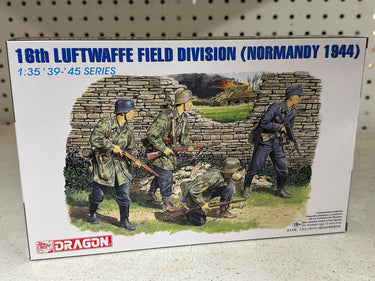 16th LUFTWAFFE FIELD DIVISION (NORMANDY 1944)
1:35 '39-'45 SERIES
DRAGON